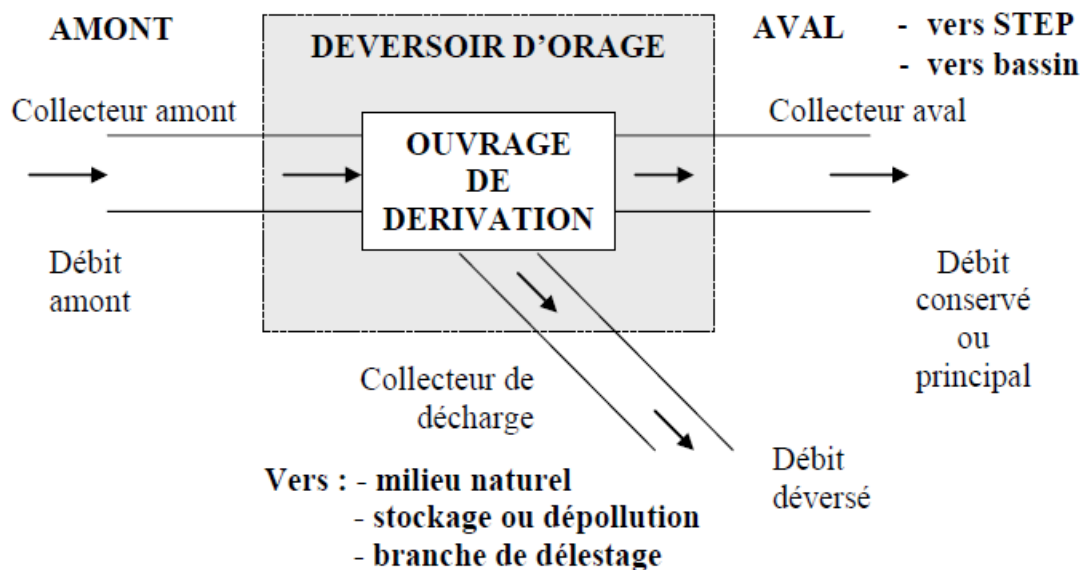 AMONT
DEVERSOIR D’ORAGE
AVAL
- vers STEP
- vers bassin
Collecteur amont
Collecteur aval
OUVRAGE
DE
DERIVATION
Débit
amont
Débit
conservé
ou
principal
Collecteur de
décharge
Débit
déversé
Vers : - milieu naturel
- stockage ou dépollution
- branche de délestage